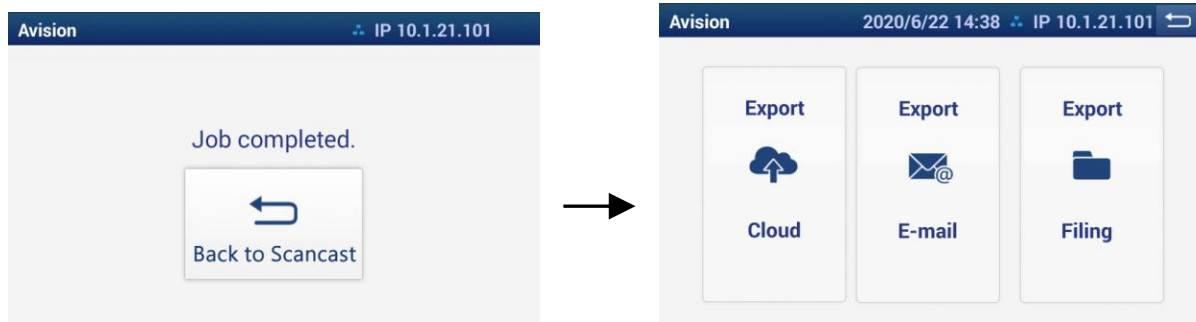 Avision IP 10.1.21.101
Job completed.
Back to Scancast
Avision 2020/6/22 14:38 IP 10.1.21.101
Export Export Export
@
Cloud E-mail Filing